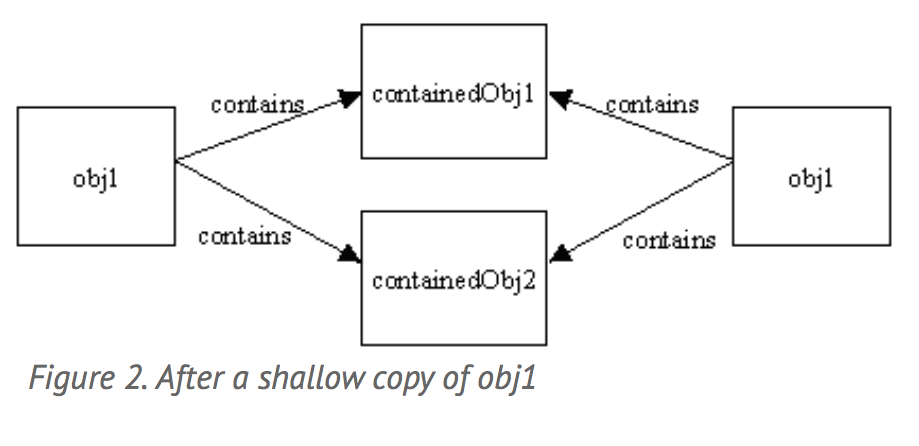 containedObj1
contains
contains
obj1
obj1
contains
contains
containedObj2
Figure 2. After a shallow copy of obj1